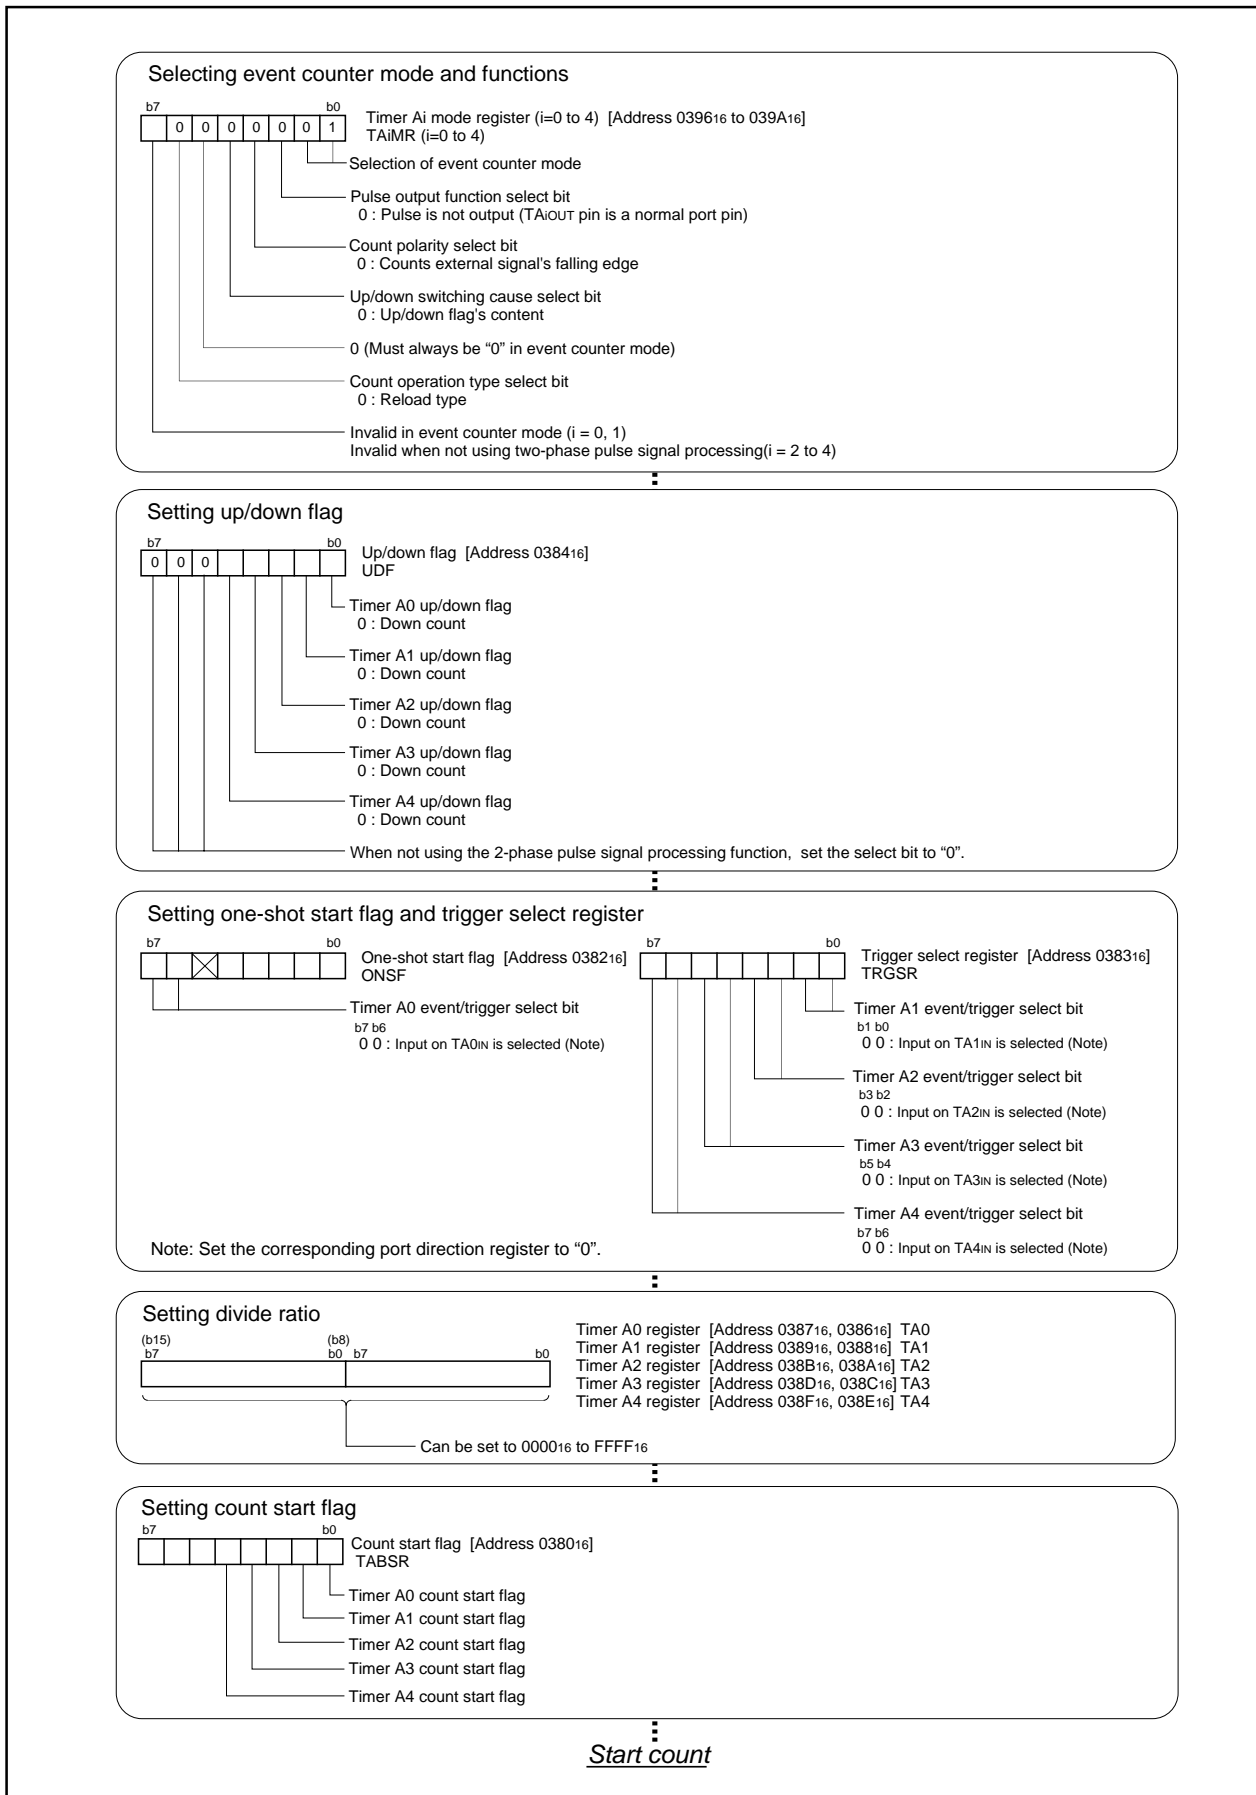 Selecting event counter mode and functions
b7 b0
0 0 0 0 0 0 1
Timer Ai mode register (i=0 to 4) [Address 039616 to 039A16]
TAiMR (i=0 to 4)
Selection of event counter mode
Pulse output function select bit
0 : Pulse is not output (TAiOUT pin is a normal port pin)
Count polarity select bit
0 : Counts external signal's falling edge
Up/down switching cause select bit
0 : Up/down flag's content
0 (Must always be “0” in event counter mode)
Count operation type select bit
0 : Reload type
Invalid in event counter mode (i = 0, 1)
Invalid when not using two-phase pulse signal processing(i = 2 to 4)
Setting up/down flag
b7 b0
0 0 0
Up/down flag [Address 038416]
UDF
Timer A0 up/down flag
0 : Down count
Timer A1 up/down flag
0 : Down count
Timer A2 up/down flag
0 : Down count
Timer A3 up/down flag
0 : Down count
Timer A4 up/down flag
0 : Down count
When not using the 2-phase pulse signal processing function, set the select bit to “0”.
Setting one-shot start flag and trigger select register
b7 b0
One-shot start flag [Address 038216]
ONSF
Timer A0 event/trigger select bit
b7 b6
0 0 : Input on TA0IN is selected (Note)
b7 b0
Trigger select register [Address 038316]
TRGSR
Timer A1 event/trigger select bit
b1 b0
0 0 : Input on TA1IN is selected (Note)
Timer A2 event/trigger select bit
b3 b2
0 0 : Input on TA2IN is selected (Note)
Timer A3 event/trigger select bit
b5 b4
0 0 : Input on TA3IN is selected (Note)
Timer A4 event/trigger select bit
b7 b6
0 0 : Input on TA4IN is selected (Note)
Note: Set the corresponding port direction register to “0”.
Setting divide ratio
(b15) (b8)
b7 b0 b7 b0
Timer A0 register [Address 038716, 038616] TA0
Timer A1 register [Address 038916, 038816] TA1
Timer A2 register [Address 038B16, 038A16] TA2
Timer A3 register [Address 038D16, 038C16] TA3
Timer A4 register [Address 038F16, 038E16] TA4
Can be set to 000016 to FFFF16
Setting count start flag
b7 b0
Count start flag [Address 038016]
TABSR
Timer A0 count start flag
Timer A1 count start flag
Timer A2 count start flag
Timer A3 count start flag
Timer A4 count start flag
Start count